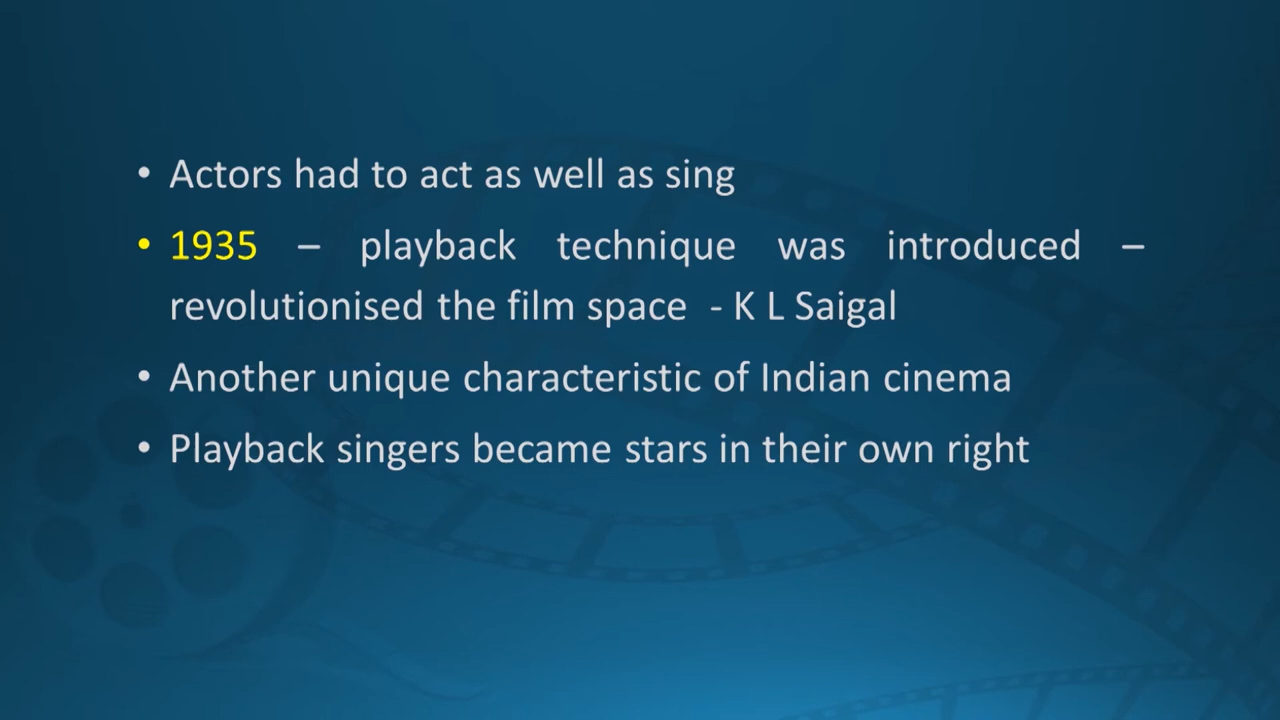 • Actors had to act as well as sing
• 1935 – playback technique was introduced –
revolutionised the film space - K L Saigal
• Another unique characteristic of Indian cinema
• Playback singers became stars in their own right